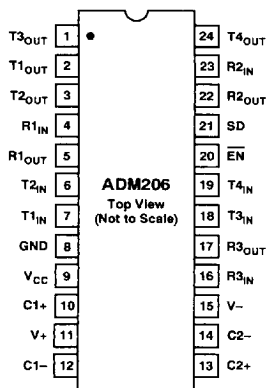 T3OUT 1 24 T4OUT
T1OUT 2 23 R2IN
T2OUT 3 22 R2OUT
R1IN 4 21 SD
R1OUT 5 20 EN
T2IN 6 ADM206 19 T4IN
Top View
T1IN 7 (Not to Scale) 18 T3IN
GND 8 17 R3OUT
VCC 9 16 R3IN
C1+ 10 15 V–
V+ 11 14 C2–
C1– 12 13 C2+